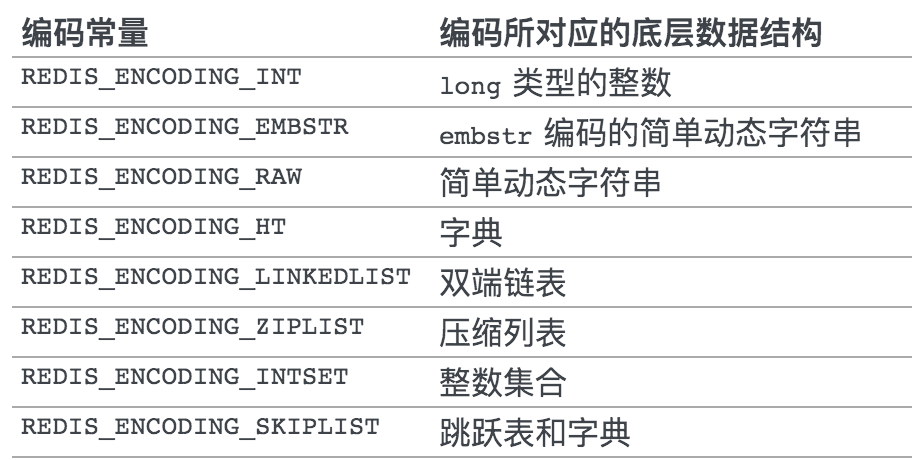 编码常量 编码所对应的底层数据结构
REDIS_ENCODING_INT long 类型的整数
REDIS_ENCODING_EMBSTR embstr 编码的简单动态字符串
REDIS_ENCODING_RAW 简单动态字符串
REDIS_ENCODING_HT 字典
REDIS_ENCODING_LINKEDLIST 双端链表
REDIS_ENCODING_ZIPLIST 压缩列表
REDIS_ENCODING_INTSET 整数集合
REDIS_ENCODING_SKIPLIST 跳跃表和字典